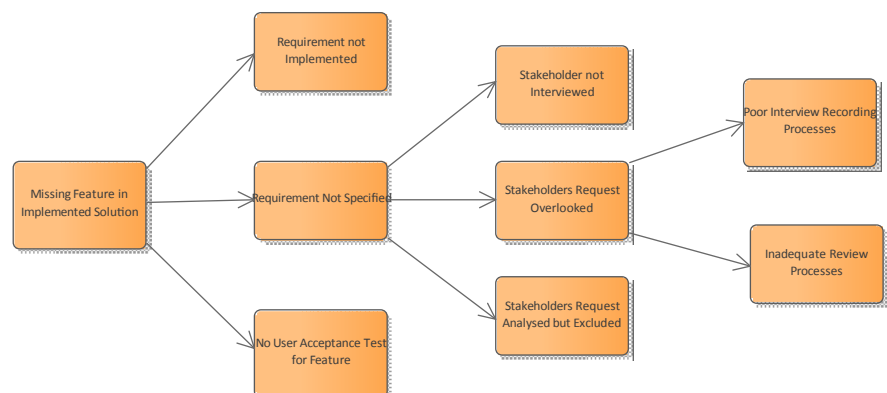 Requirement not
Implemented
Stakeholder not
Interviewed
Poor Interview Recording
Processes
Missing Feature in
Implemented Solution
Requirement Not Specified
Stakeholders Request
Overlooked
Inadequate Review
Processes
Stakeholders Request
Analysed but Excluded
No User Acceptance Test
for Feature